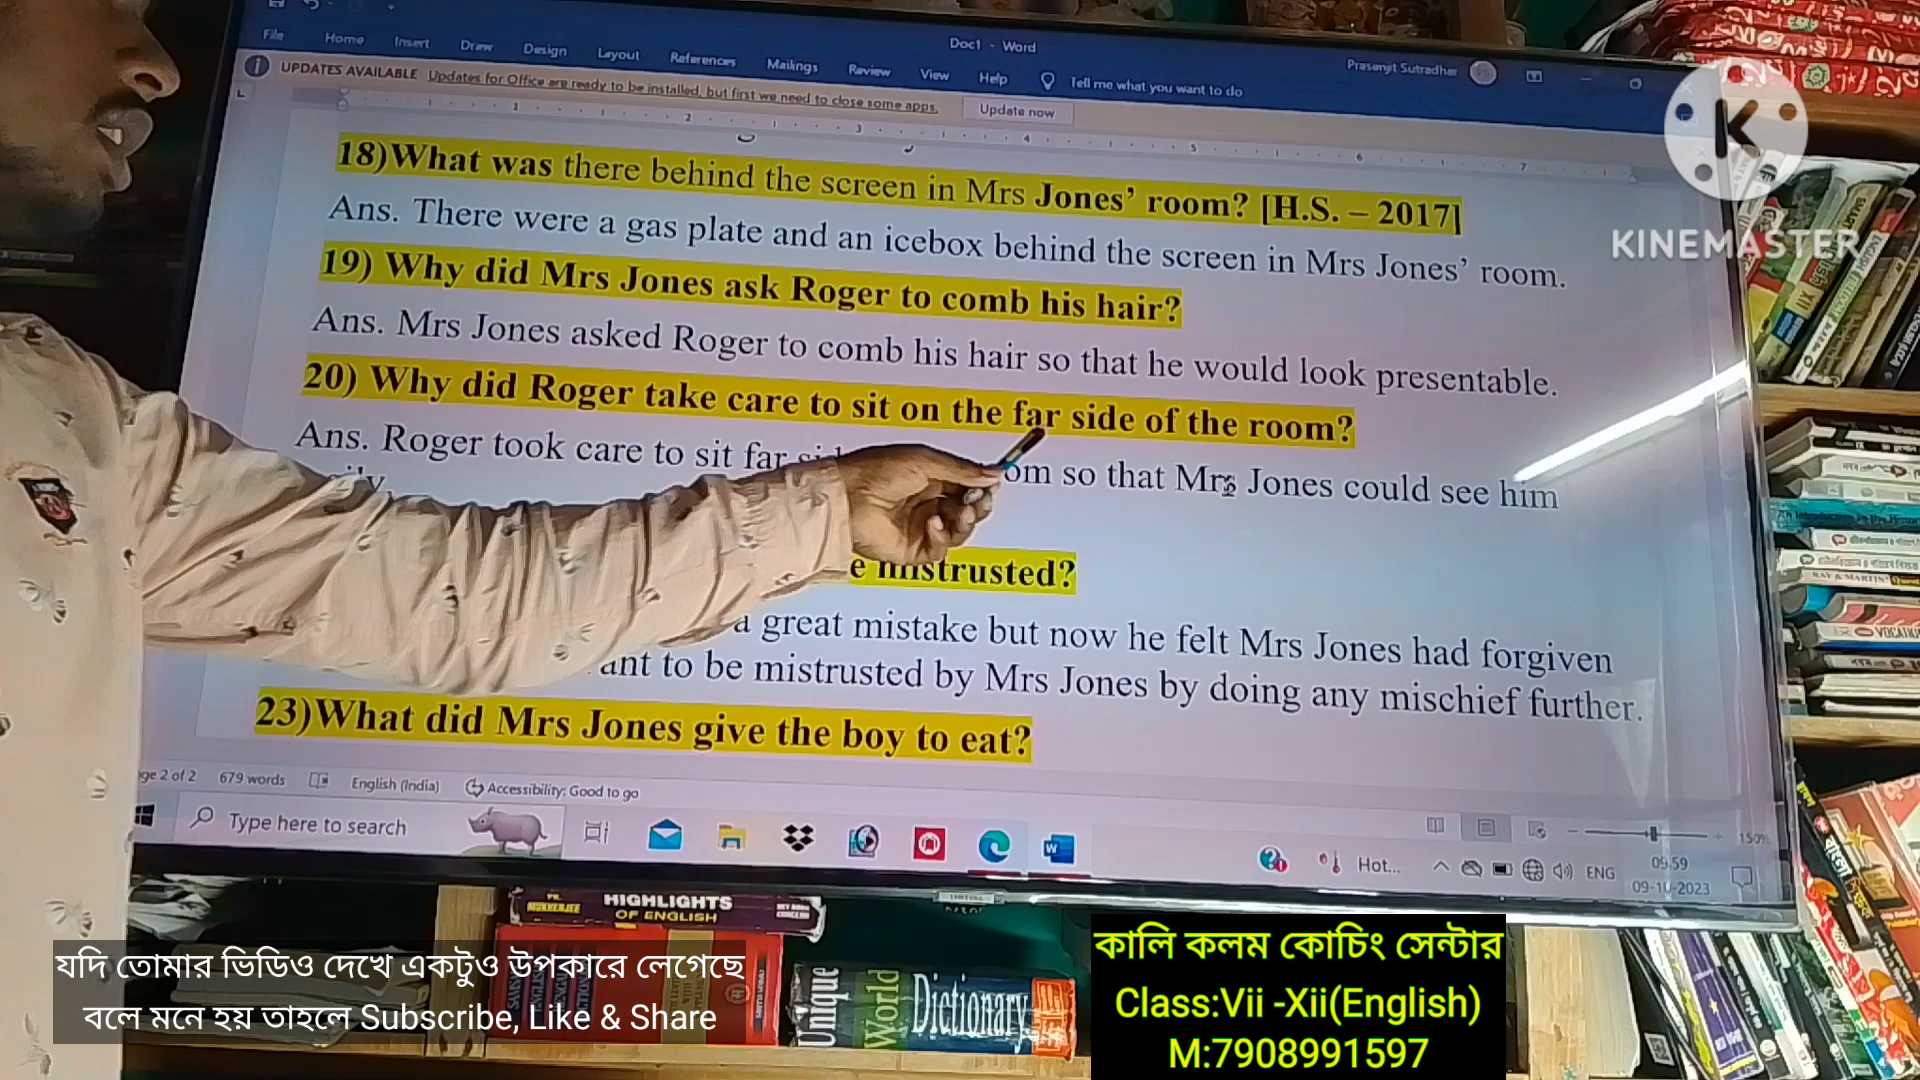 Doc1 - Word
Prasenjit Sutradhar
File Home Insert Draw Design Layout References Mailings Review View Help Tell me what you want to do
UPDATES AVAILABLE Updates for Office are ready to be installed, but first we need to close some apps. Update now
KINEMASTER
18)What was there behind the screen in Mrs Jones’ room? [H.S. – 2017]
Ans. There were a gas plate and an icebox behind the screen in Mrs Jones’ room.
19) Why did Mrs Jones ask Roger to comb his hair?
Ans. Mrs Jones asked Roger to comb his hair so that he would look presentable.
20) Why did Roger take care to sit on the far side of the room?
Ans. Roger took care to sit far so that Mrs Jones could see him
mistrusted?
a great mistake but now he felt Mrs Jones had forgiven
to be mistrusted by Mrs Jones by doing any mischief further.
23)What did Mrs Jones give the boy to eat?
2 of 2 679 words English (India) Accessibility: Good to go
150%
Type here to search
Hot... ENG
09:59
09-10-2023
HIGHLIGHTS
OF ENGLISH
MUKHERJEE
Unique
World
Dictionary
যদি তোমার ভিডিও দেখে একটুও উপকারে লেগেছে
বলে মনে হয় তাহলে Subscribe, Like & Share
কালি কলম কোচিং সেন্টার
Class:Vii -Xii(English)
M:7908991597